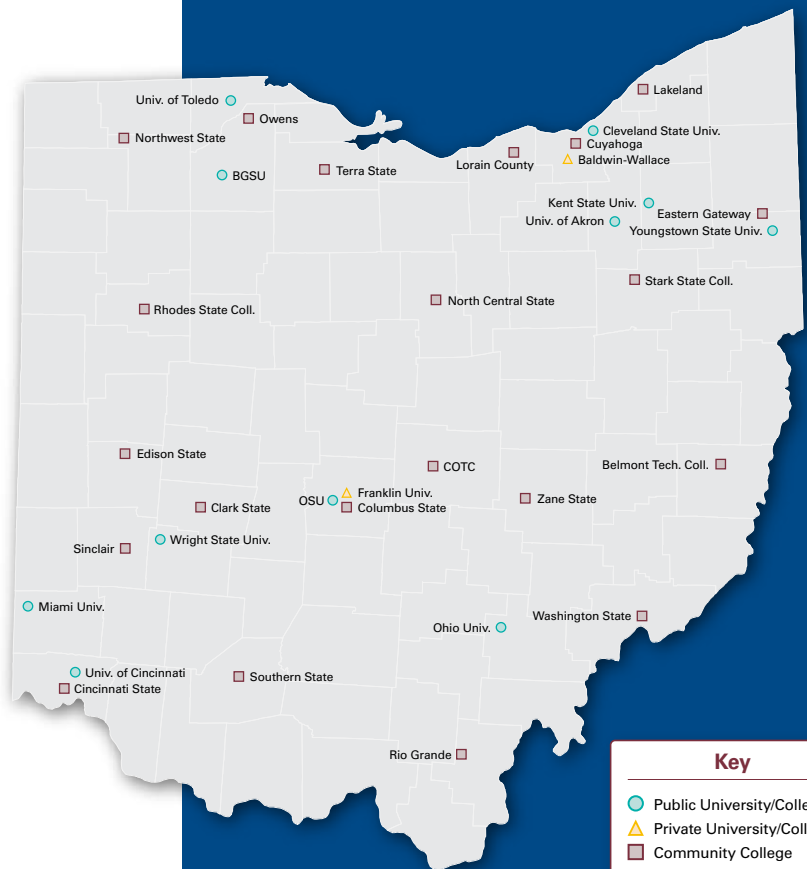 Lakeland
Univ. of Toledo
Owens
Cleveland State Univ.
Northwest State
Cuyahoga
Lorain County
Baldwin-Wallace
Terra State
BGSU
Kent State Univ.
Eastern Gateway
Univ. of Akron
Youngstown State Univ.
Stark State Coll.
North Central State
Rhodes State Coll.
Edison State
COTC
Belmont Tech. Coll.
Franklin Univ.
OSU
Zane State
Clark State
Columbus State
Wright State Univ.
Sinclair
Miami Univ.
Washington State
Ohio Univ.
Univ. of Cincinnati
Southern State
Cincinnati State
Rio Grande
Key
Public University/Colle
Private University/Coll
Community College